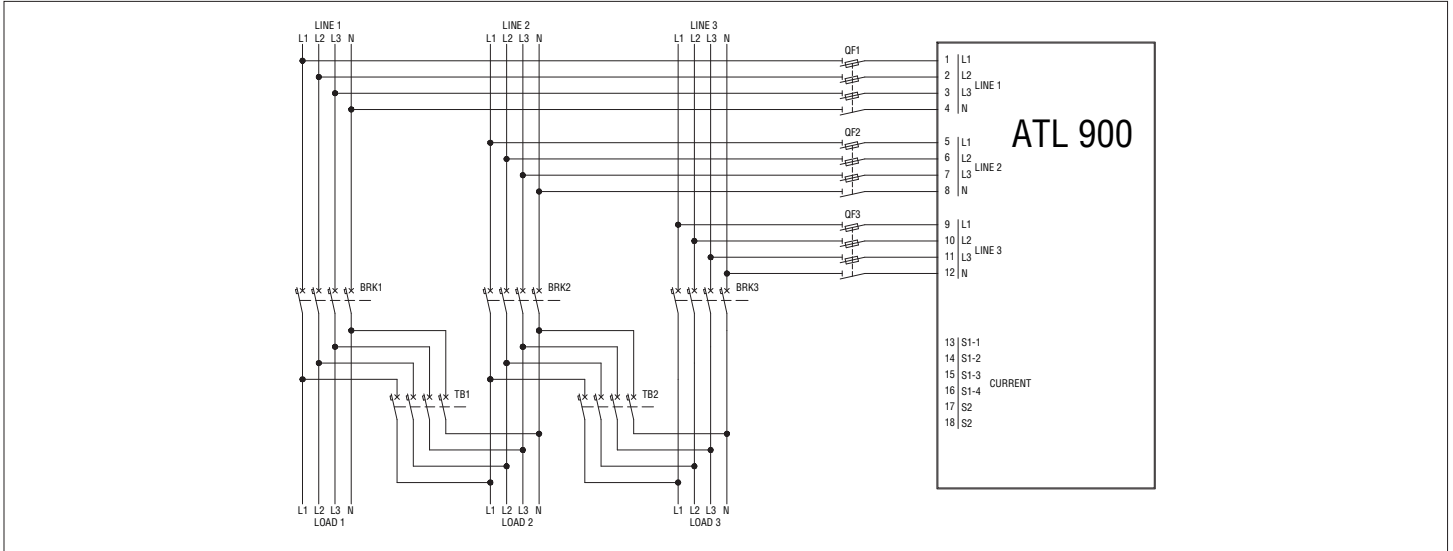 LINE 1 LINE 2 LINE 3
L1 L2 L3 N L1 L2 L3 N L1 L2 L3 N
QF1
1 L1
2 L2
3 L3
4 N
LINE 1
ATL 900
QF2
5 L1
6 L2
7 L3
8 N
LINE 2
QF3
9 L1
10 L2
11 L3
12 N
LINE 3
BRK1 BRK2 BRK3
13 S1-1
14 S1-2
15 S1-3
16 S1-4
17 S2
18 S2
CURRENT
TB1 TB2
L1 L2 L3 N L1 L2 L3 N L1 L2 L3 N
LOAD 1 LOAD 2 LOAD 3